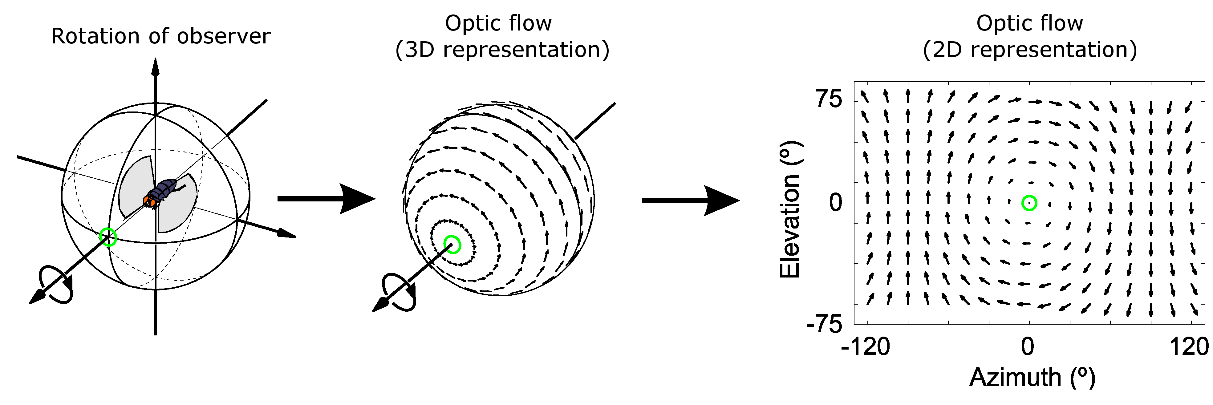 Rotation of observer
Optic flow
(3D representation)
Optic flow
(2D representation)
75
0
-75
Elevation (º)
-120
0
120
Azimuth (º)